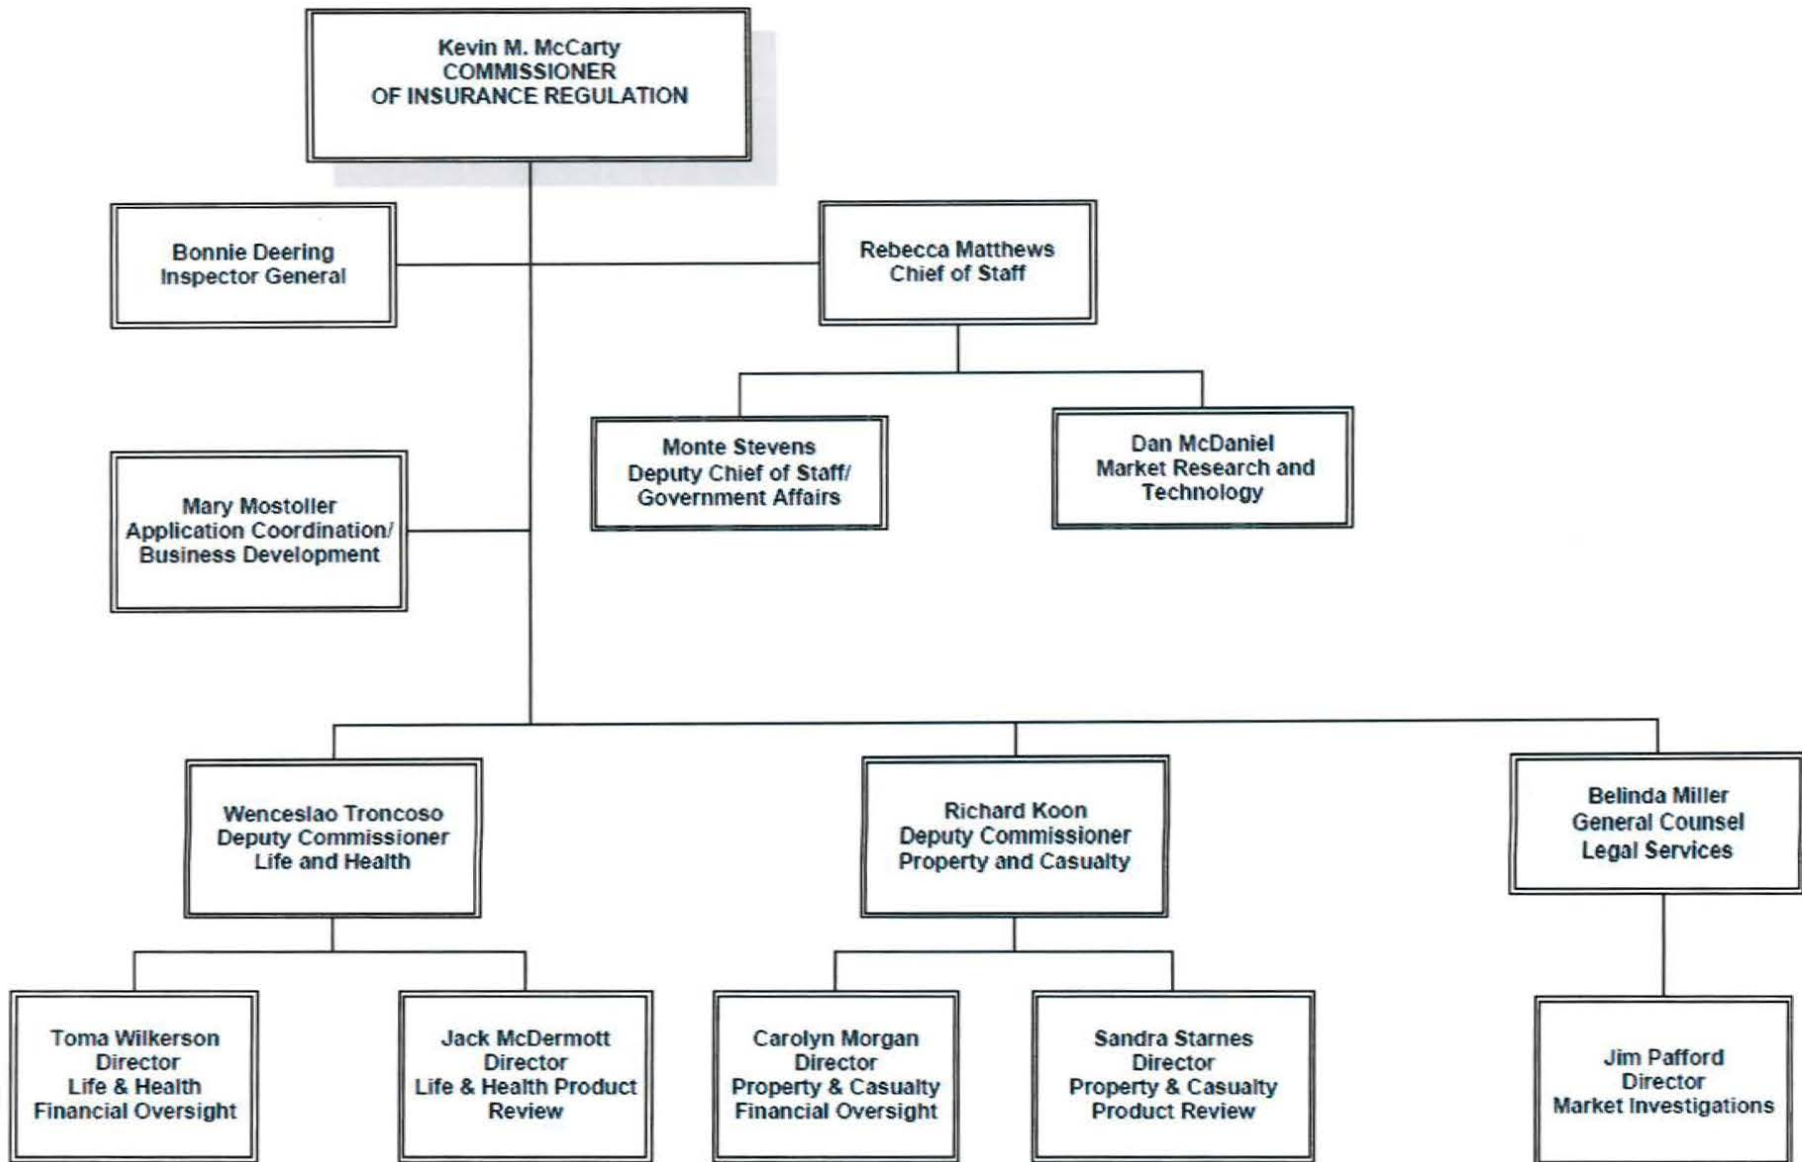 Kevin M. McCarty
COMMISSIONER
OF INSURANCE REGULATION
Bonnie Deering
Inspector General
Rebecca Matthews
Chief of Staff
Monte Stevens
Deputy Chief of Staff/
Government Affairs
Dan McDaniel
Market Research and
Technology
Mary Mostoller
Application Coordination/
Business Development
Wenceslao Troncoso
Deputy Commissioner
Life and Health
Richard Koon
Deputy Commissioner
Property and Casualty
Belinda Miller
General Counsel
Legal Services
Toma Wilkerson
Director
Life & Health
Financial Oversight
Jack McDermott
Director
Life & Health Product
Review
Carolyn Morgan
Director
Property & Casualty
Financial Oversight
Sandra Starnes
Director
Property & Casualty
Product Review
Jim Pafford
Director
Market Investigations